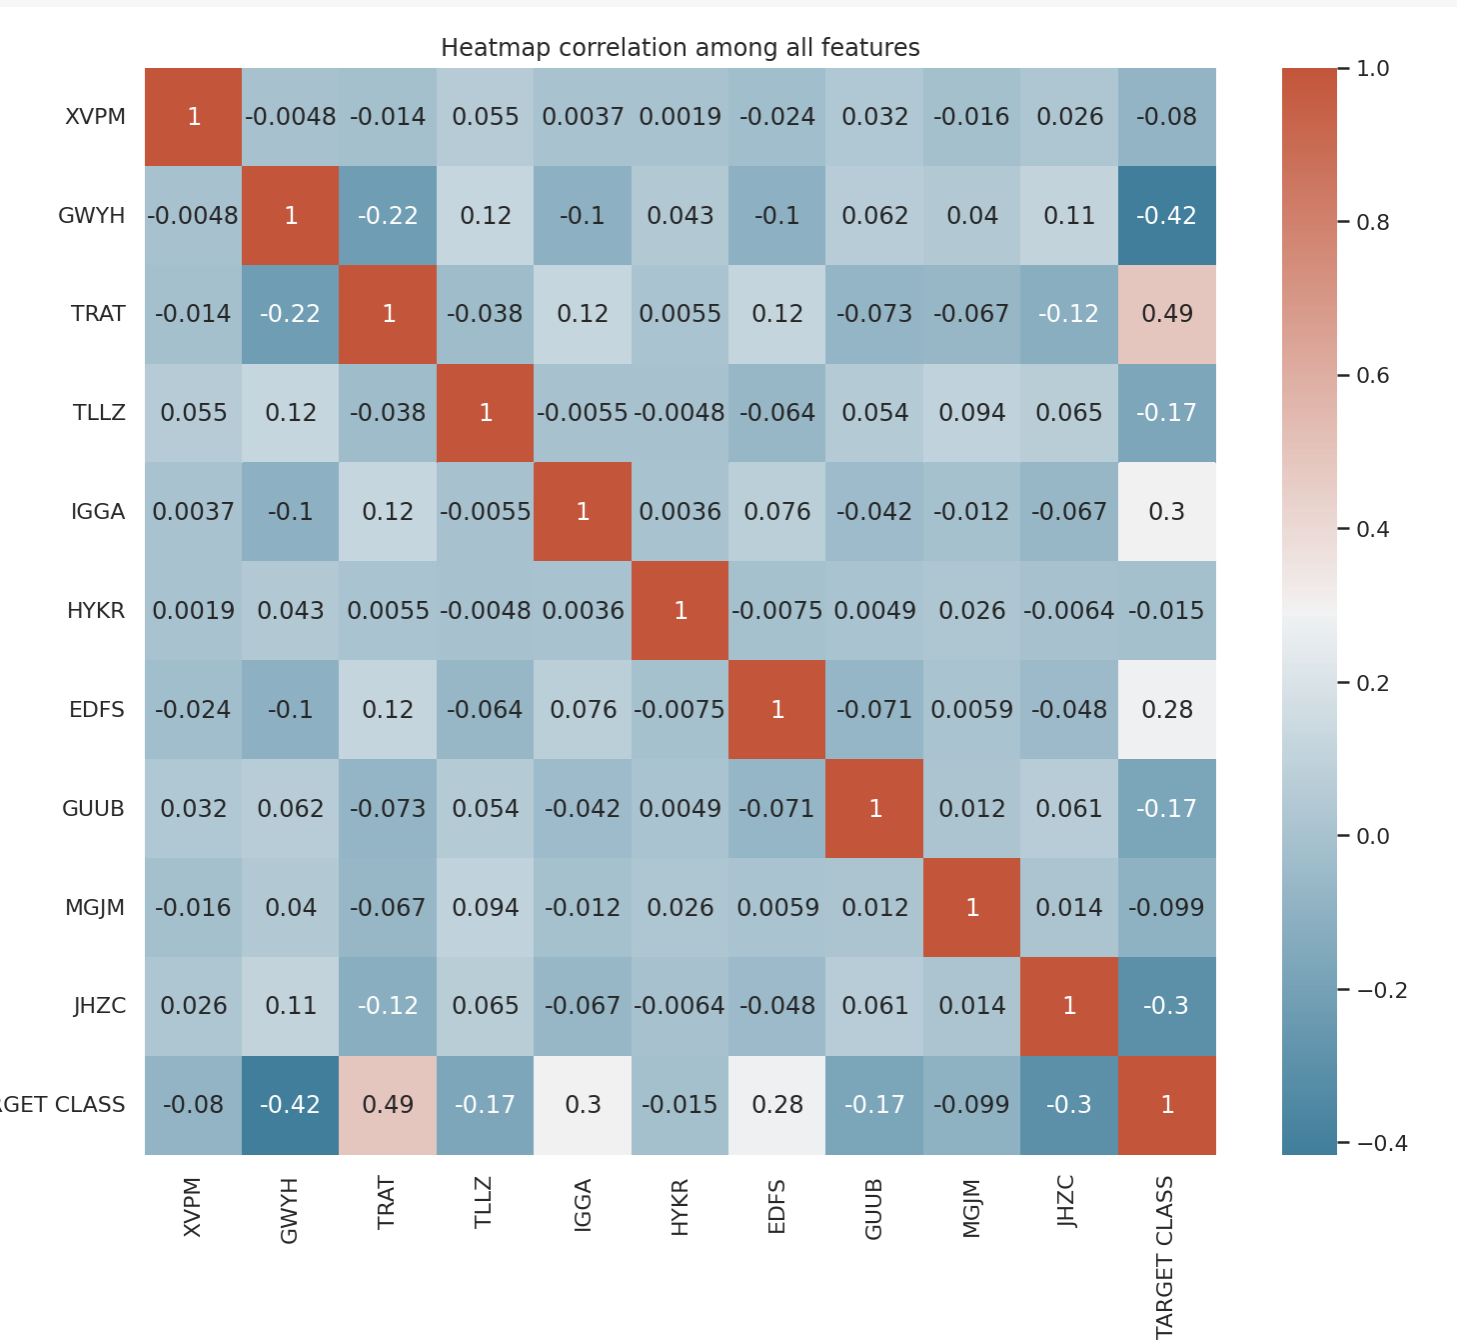 Heatmap correlation among all features
XVPM 1 -0.0048 -0.014 0.055 0.0037 0.0019 -0.024 0.032 -0.016 0.026 -0.08
GWYH -0.0048 1 -0.22 0.12 -0.1 0.043 -0.1 0.062 0.04 0.11 -0.42
TRAT -0.014 -0.22 1 -0.038 0.12 0.0055 0.12 -0.073 -0.067 -0.12 0.49
TLLZ 0.055 0.12 -0.038 1 -0.0055 -0.0048 -0.064 0.054 0.094 0.065 -0.17
IGGA 0.0037 -0.1 0.12 -0.0055 1 0.0036 0.076 -0.042 -0.012 -0.067 0.3
HYKR 0.0019 0.043 0.0055 -0.0048 0.0036 1 -0.0075 0.0049 0.026 -0.0064 -0.015
EDFS -0.024 -0.1 0.12 -0.064 0.076 -0.0075 1 -0.071 0.0059 -0.048 0.28
GUUB 0.032 0.062 -0.073 0.054 -0.042 0.0049 -0.071 1 0.012 0.061 -0.17
MGJM -0.016 0.04 -0.067 0.094 -0.012 0.026 0.0059 0.012 1 0.014 -0.099
JHZC 0.026 0.11 -0.12 0.065 -0.067 -0.0064 -0.048 0.061 0.014 1 -0.3
RGET CLASS -0.08 -0.42 0.49 -0.17 0.3 -0.015 0.28 -0.17 -0.099 -0.3 1
XVPM GWYH TRAT TLLZ IGGA HYKR EDFS GUUB MGJM JHZC TARGET CLASS
1.0
0.8
0.6
0.4
0.2
0.0
−0.2
−0.4